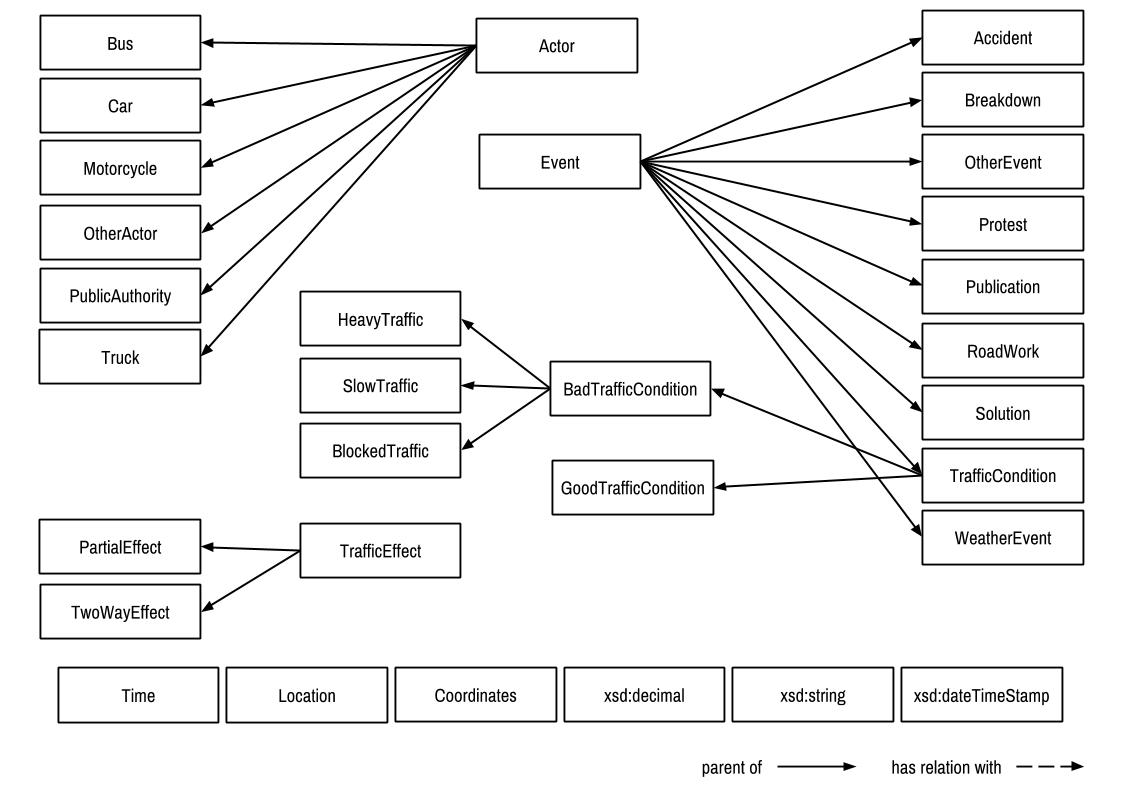 Bus
Actor
Accident
Car
Breakdown
Motorcycle
Event
OtherEvent
OtherActor
Protest
PublicAuthority
Publication
HeavyTraffic
Truck
RoadWork
SlowTraffic
BadTrafficCondition
Solution
BlockedTraffic
GoodTrafficCondition
TrafficCondition
PartialEffect
TrafficEffect
WeatherEvent
TwoWayEffect
Time
Location
Coordinates
xsd:decimal
xsd:string
xsd:dateTimeStamp
parent of
has relation with